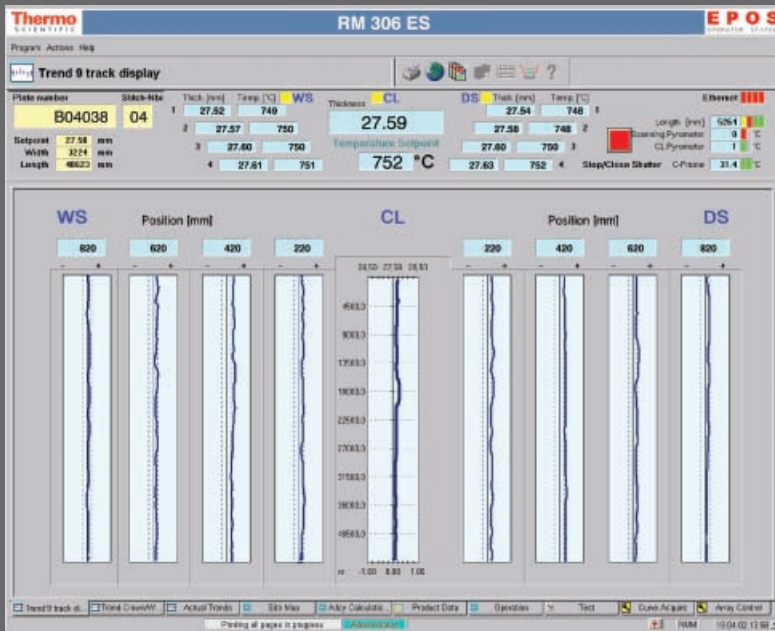 Thermo
SCIENTIFIC
RM 306 ES
EPOS
OPERATOR STATION
Program Actions Help
Trend 9 track display
Plate number
B04038
Stitch-Nbr
04
Setpoint 27.58 mm
Width 3224 mm
Length 48623 mm
Thick. [mm] Temp. [°C] WS
1 27.52 749
2 27.57 750
3 27.60 750
4 27.61 751
Thickness CL
27.59
Temperature Setpoint
752 °C
DS Thick. [mm] Temp. [°C]
27.54 748 1
27.58 748 2
27.60 750 3
27.63 752 4
Ethernet
Length [mm] 5264
Scanning Pyrometer 0 °C
CL Pyrometer 1 °C
Stop/Close Shutter C-Frame 31.4 °C
WS Position [mm] CL Position [mm] DS
820 620 420 220 220 420 620 820
- + - + - + - + - + - + - + - +
4500,0
9000,0
13500,0
18000,0
22500,0
27000,0
31500,0
36000,0
40500,0
-1.00 0.00 1.00
Trend 9 track di... Trend Crown/W... Actual Trends Site Map Alloy Calculatio... Product Data Operation Test Curve Acquire Array Control
Printing all pages in progress Administrator NUM